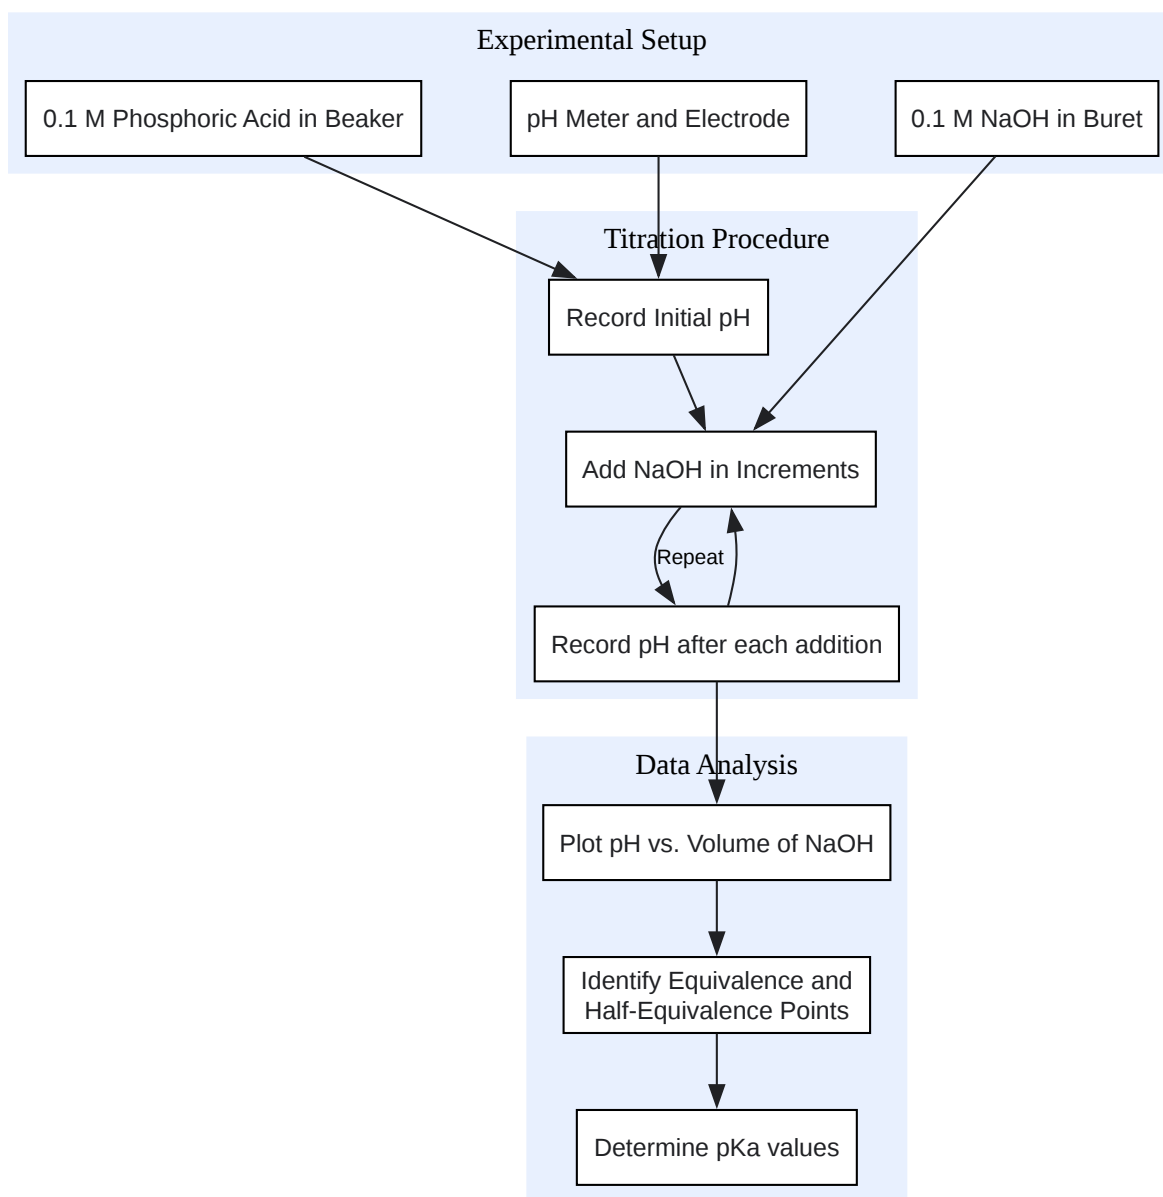 Experimental Setup
0.1 M Phosphoric Acid in Beaker
pH Meter and Electrode
0.1 M NaOH in Buret
Titration Procedure
Record Initial pH
Add NaOH in Increments
Repeat
Record pH after each addition
Data Analysis
Plot pH vs. Volume of NaOH
Identify Equivalence and
Half-Equivalence Points
Determine pKa values